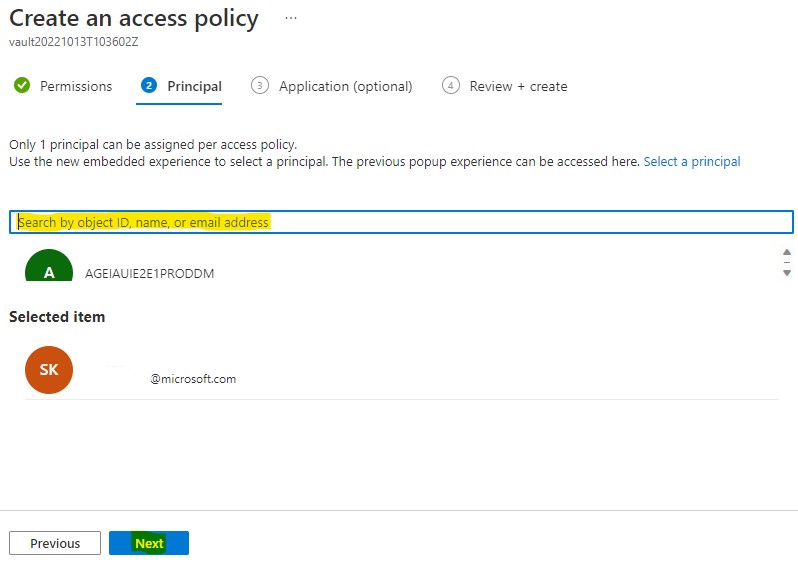 Create an access policy ...
vault20221013T103602Z
Permissions
2 Principal
3 Application (optional)
4 Review + create
Only 1 principal can be assigned per access policy.
Use the new embedded experience to select a principal. The previous popup experience can be accessed here. Select a principal
Search by object ID, name, or email address
A AGEIAUIE2E1PRODDM
Selected item
SK @microsoft.com
Previous Next